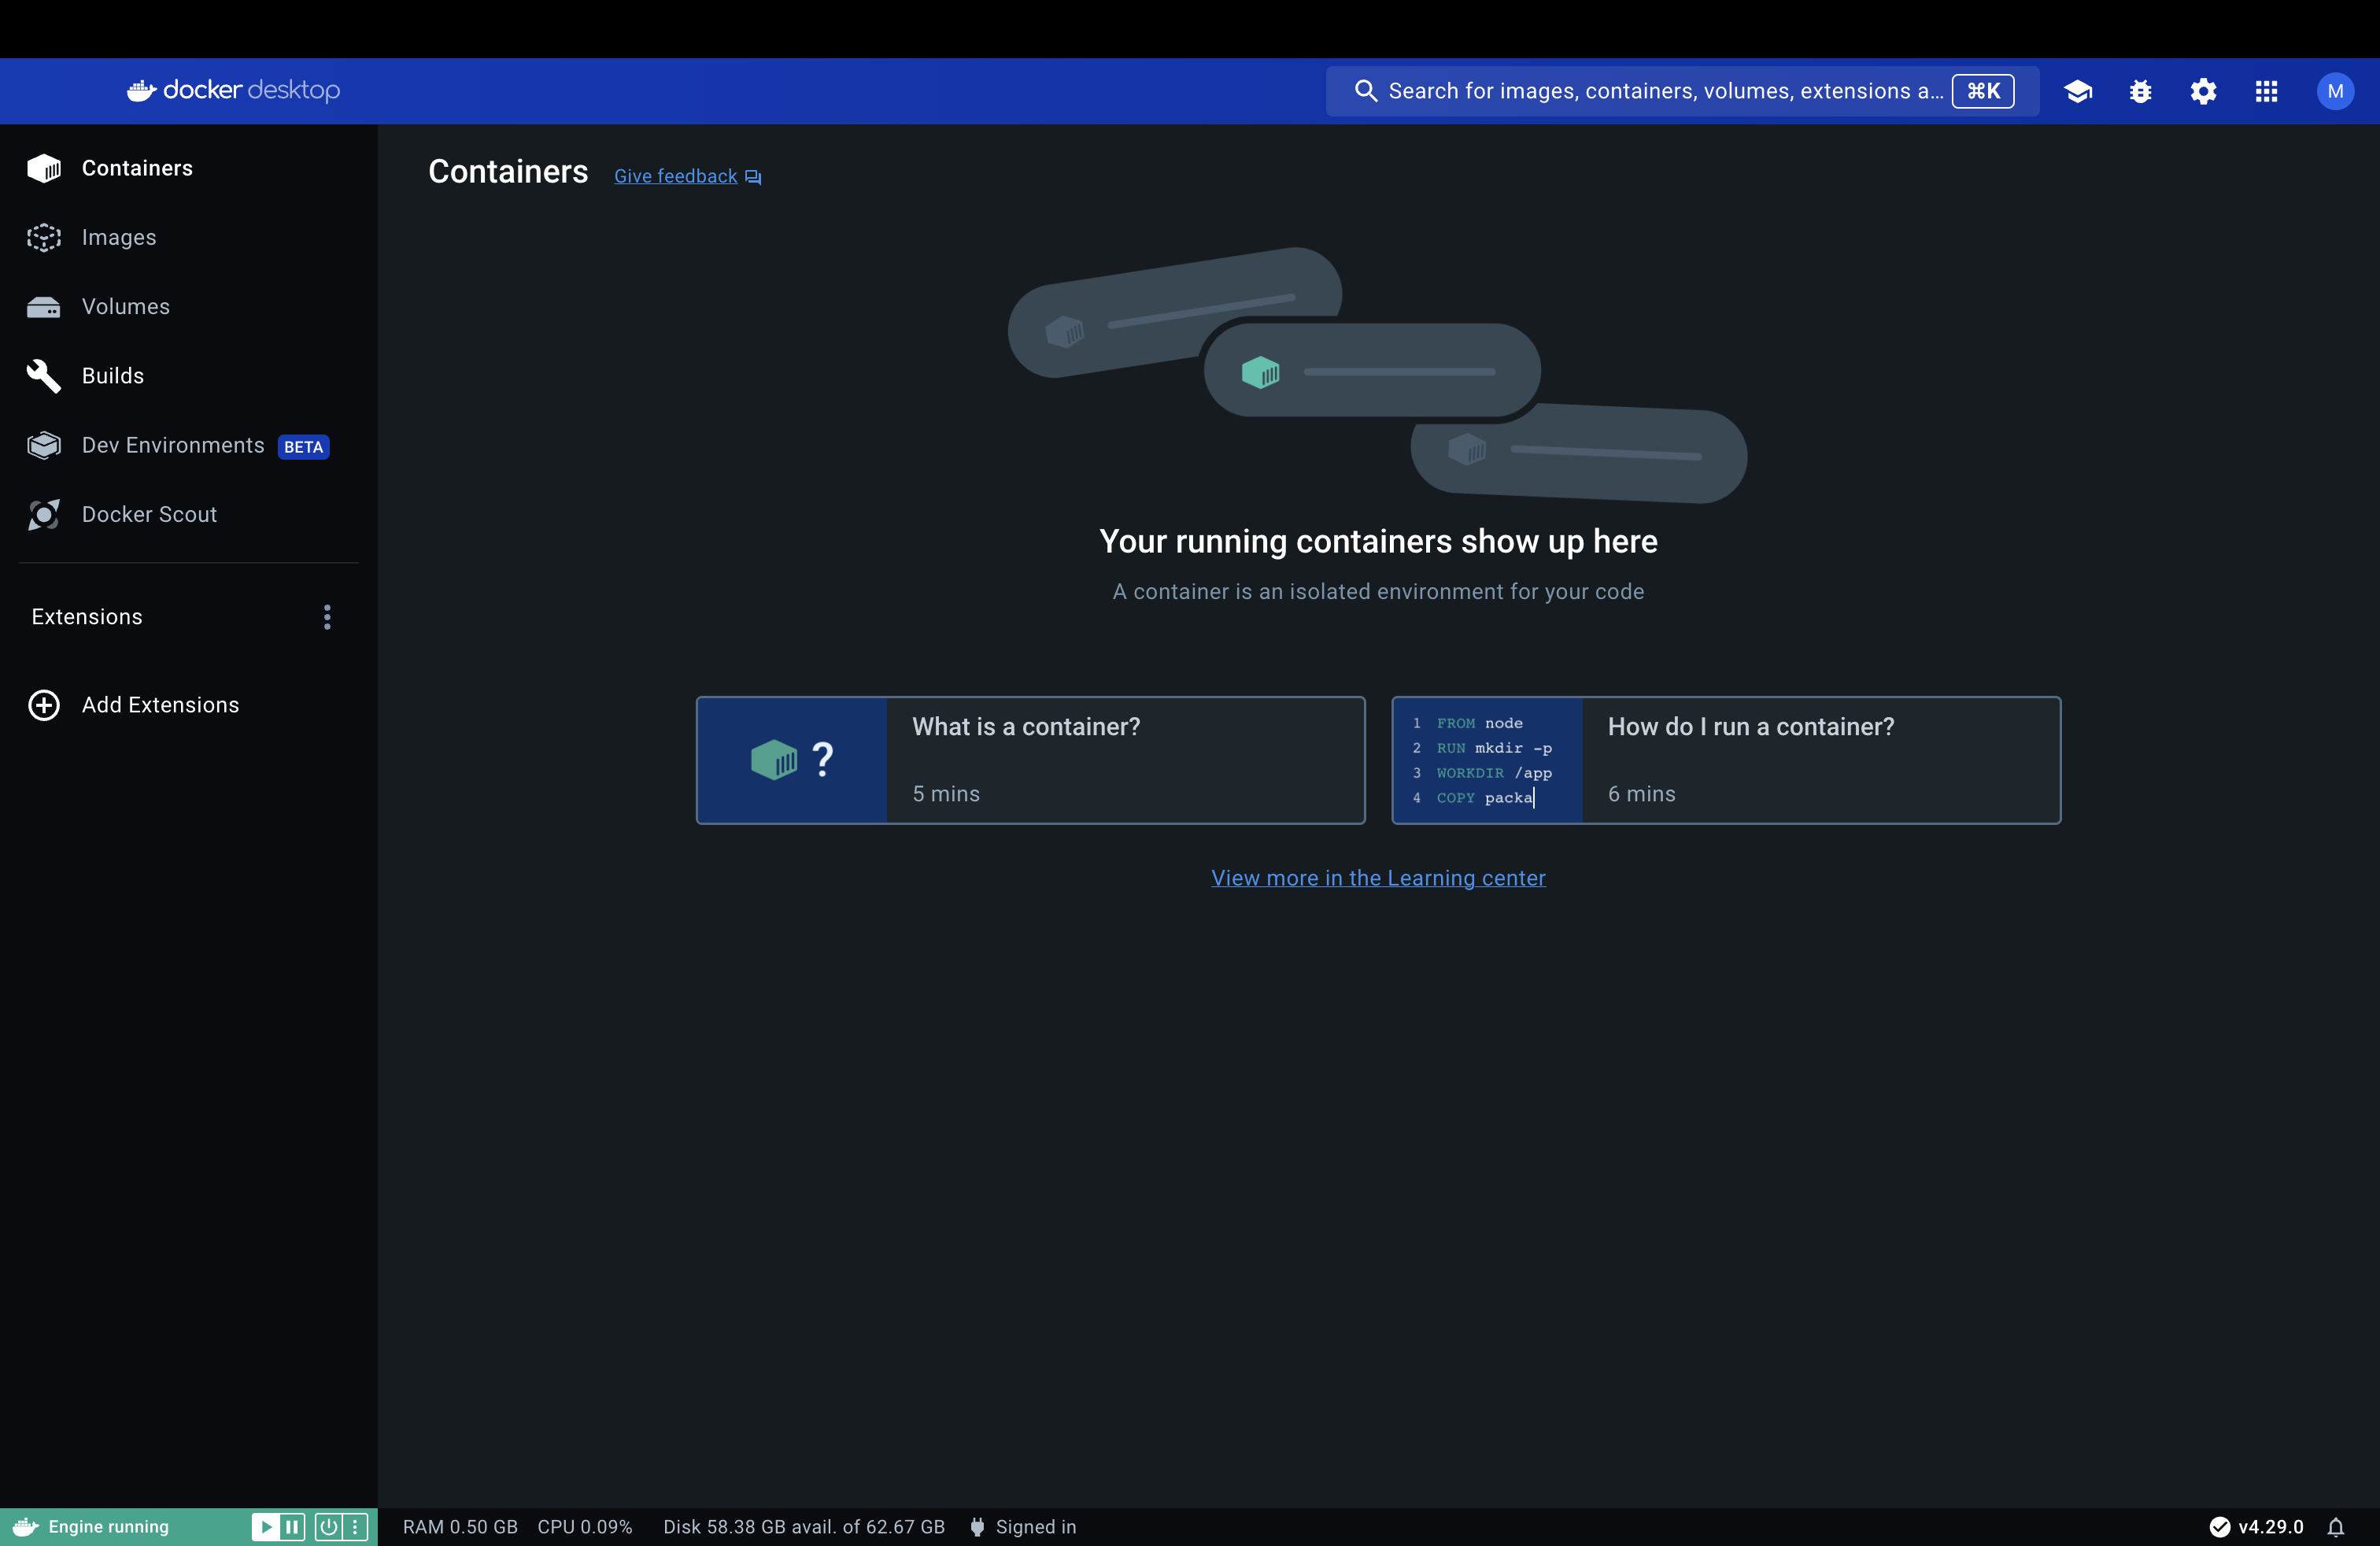 docker desktop
Search for images, containers, volumes, extensions a... ⌘K
M
Containers
Images
Volumes
Builds
Dev Environments BETA
Docker Scout
Extensions
Add Extensions
Containers Give feedback
Your running containers show up here
A container is an isolated environment for your code
?
What is a container?
5 mins
1 FROM node
2 RUN mkdir -p
3 WORKDIR /app
4 COPY packa
How do I run a container?
6 mins
View more in the Learning center
Engine running
RAM 0.50 GB CPU 0.09% Disk 58.38 GB avail. of 62.67 GB Signed in
v4.29.0